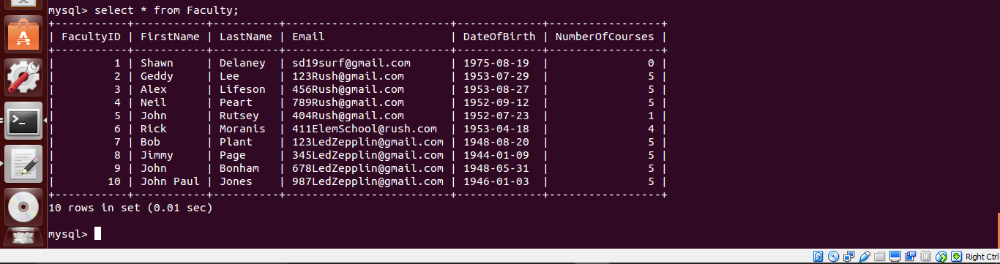 mysql> select * from Faculty;
+-----------+-----------+----------+-------------------------+-------------+-----------------+
| FacultyID | FirstName | LastName | Email                   | DateOfBirth | NumberOfCourses |
+-----------+-----------+----------+-------------------------+-------------+-----------------+
|         1 | Shawn     | Delaney  | sd19surf@gmail.com      | 1975-08-19  |               0 |
|         2 | Geddy     | Lee      | 123Rush@gmail.com       | 1953-07-29  |               5 |
|         3 | Alex      | Lifeson  | 456Rush@gmail.com       | 1953-08-27  |               5 |
|         4 | Neil      | Peart    | 789Rush@gmail.com       | 1952-09-12  |               5 |
|         5 | John      | Rutsey   | 404Rush@gmail.com       | 1952-07-23  |               1 |
|         6 | Rick      | Moranis  | 411ElemSchool@rush.com  | 1953-04-18  |               4 |
|         7 | Bob       | Plant    | 123LedZepplin@gmail.com | 1948-08-20  |               5 |
|         8 | Jimmy     | Page     | 345LedZepplin@gmail.com | 1944-01-09  |               5 |
|         9 | John      | Bonham   | 678LedZepplin@gmail.com | 1948-05-31  |               5 |
|        10 | John Paul | Jones    | 987LedZepplin@gmail.com | 1946-01-03  |               5 |
+-----------+-----------+----------+-------------------------+-------------+-----------------+
10 rows in set (0.01 sec)
mysql>
Right Ctrl